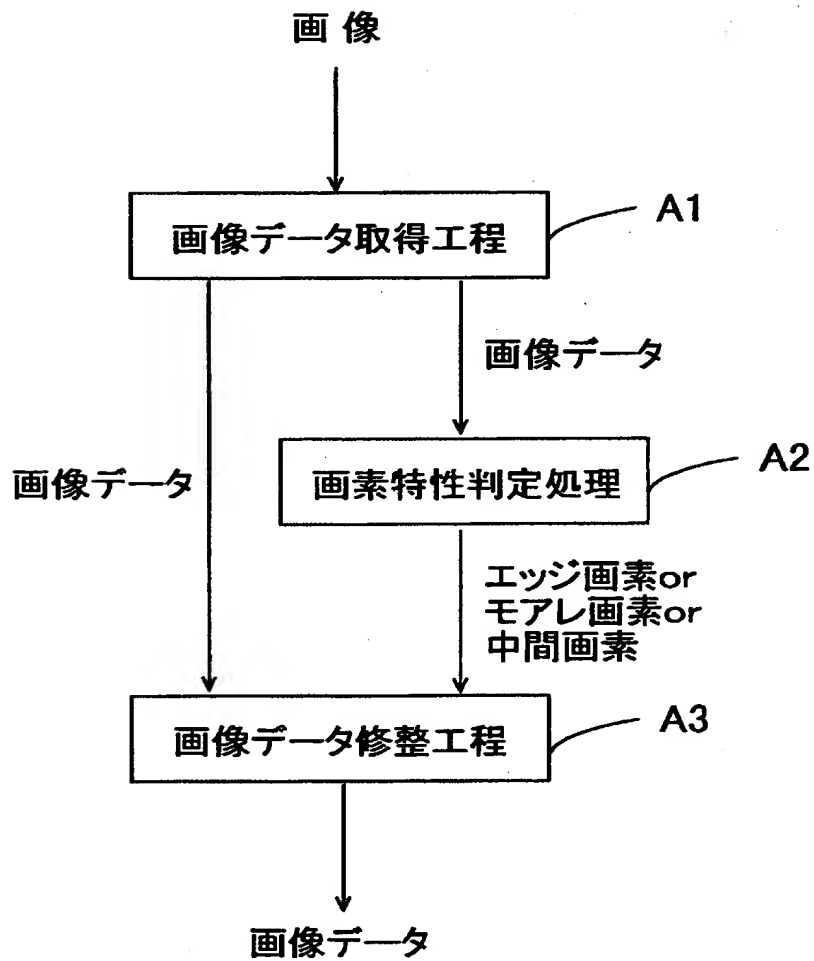 画 像
画像データ取得工程
A1
画像データ
画素特性判定処理
A2
画像データ
エッジ画素or
モアレ画素or
中間画素
画像データ修整工程
A3
画像データ